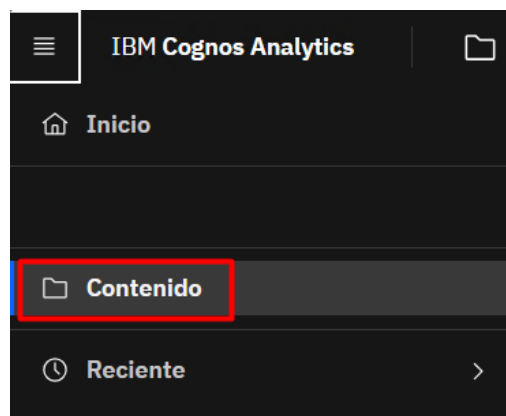 IBM Cognos Analytics
Inicio
Contenido
Reciente